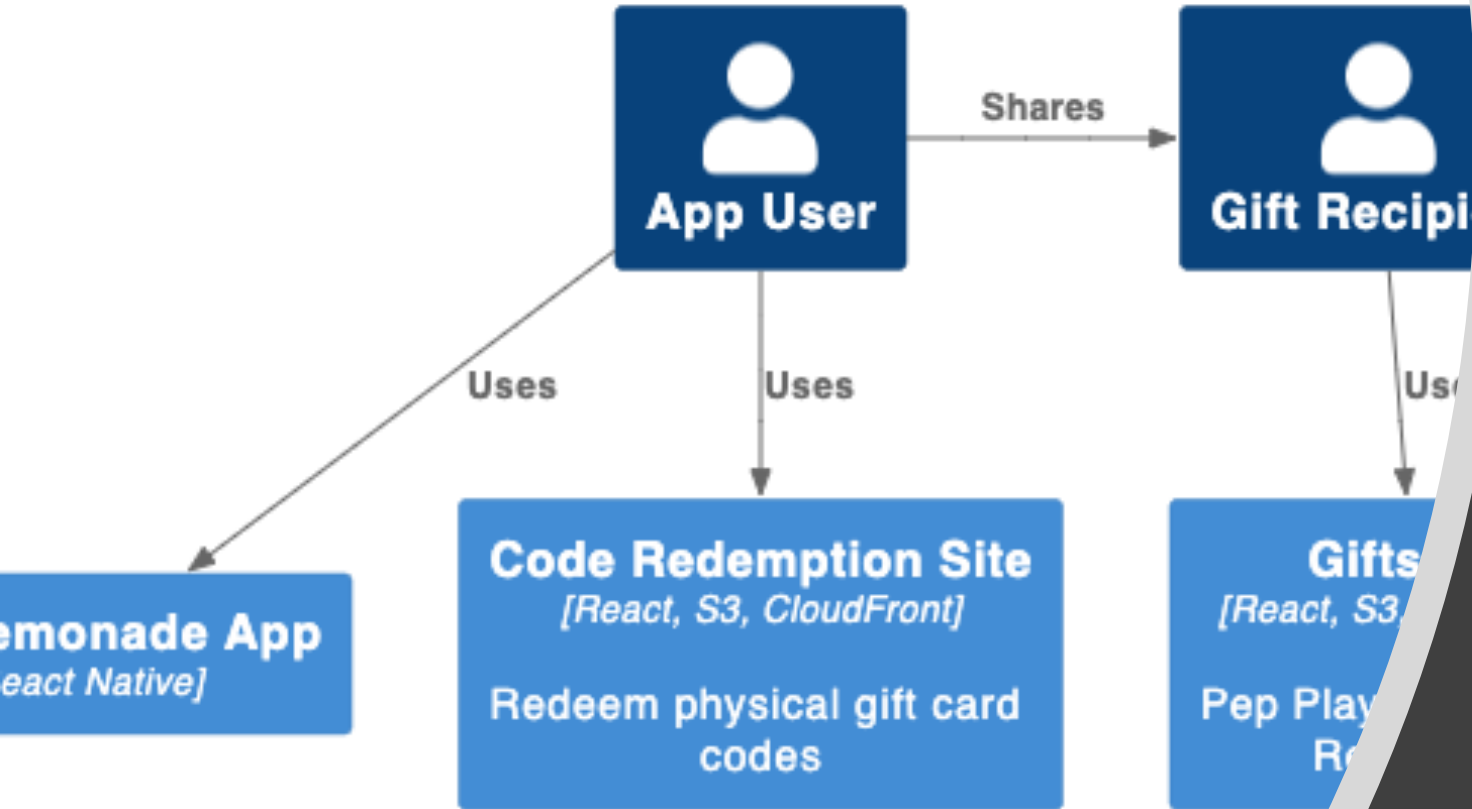 Shares
App User
Gift Recipi
Uses
Uses
Us
Code Redemption Site
[React, S3, CloudFront]
Redeem physical gift card
codes
emonade App
eact Native]
Gifts
[React, S3,
Pep Play
R